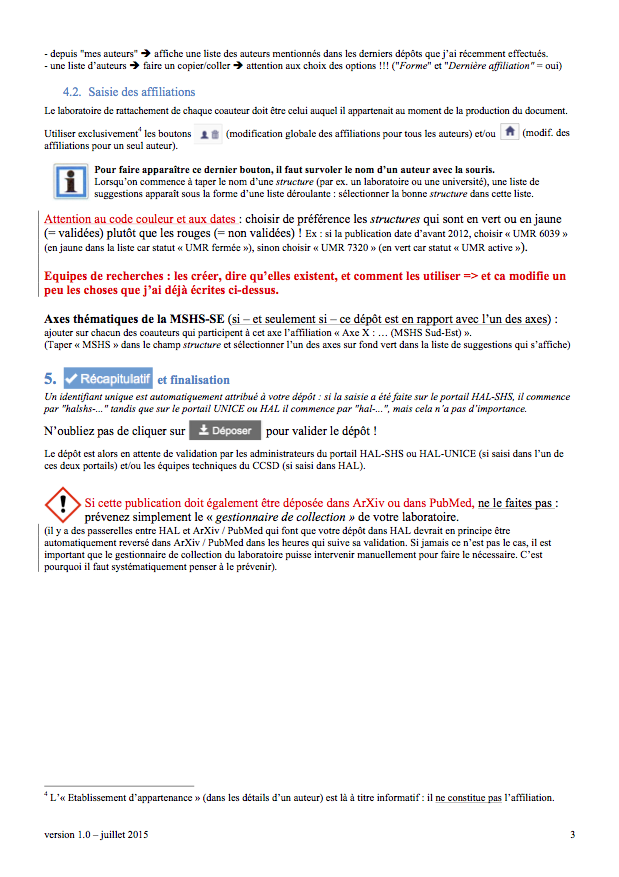 - depuis "mes auteurs" ➔ affiche une liste des auteurs mentionnés dans les derniers dépôts que j'ai récemment effectués.
- une liste d'auteurs ➔ faire un copier/coller ➔ attention aux choix des options !!! ("Forme" et "Dernière affiliation" = oui)
4.2. Saisie des affiliations
Le laboratoire de rattachement de chaque coauteur doit être celui auquel il appartenait au moment de la production du document.
Utiliser exclusivement4 les boutons (modification globale des affiliations pour tous les auteurs) et/ou (modif. des
affiliations pour un seul auteur).
Pour faire apparaître ce dernier bouton, il faut survoler le nom d'un auteur avec la souris.
Lorsqu'on commence à taper le nom d'une structure (par ex. un laboratoire ou une université), une liste de
suggestions apparaît sous la forme d'une liste déroulante : sélectionner la bonne structure dans cette liste.
Attention au code couleur et aux dates : choisir de préférence les structures qui sont en vert ou en jaune
(= validées) plutôt que les rouges (= non validées) ! Ex : si la publication date d'avant 2012, choisir « UMR 6039 »
(en jaune dans la liste car statut « UMR fermée »), sinon choisir « UMR 7320 » (en vert car statut « UMR active »).
Equipes de recherches : les créer, dire qu'elles existent, et comment les utiliser => et ca modifie un
peu les choses que j'ai déjà écrites ci-dessus.
Axes thématiques de la MSHS-SE (si – et seulement si – ce dépôt est en rapport avec l'un des axes) :
ajouter sur chacun des coauteurs qui participent à cet axe l'affiliation « Axe X : … (MSHS Sud-Est) ».
(Taper « MSHS » dans le champ structure et sélectionner l'un des axes sur fond vert dans la liste de suggestions qui s'affiche)
5. ✓ Récapitulatif et finalisation
Un identifiant unique est automatiquement attribué à votre dépôt : si la saisie a été faite sur le portail HAL-SHS, il commence
par "halshs-..." tandis que sur le portail UNICE ou HAL il commence par "hal-...", mais cela n'a pas d'importance.
N'oubliez pas de cliquer sur Déposer pour valider le dépôt !
Le dépôt est alors en attente de validation par les administrateurs du portail HAL-SHS ou HAL-UNICE (si saisi dans l'un de
ces deux portails) et/ou les équipes techniques du CCSD (si saisi dans HAL).
Si cette publication doit également être déposée dans ArXiv ou dans PubMed, ne le faites pas :
prévenez simplement le « gestionnaire de collection » de votre laboratoire.
(il y a des passerelles entre HAL et ArXiv / PubMed qui font que votre dépôt dans HAL devrait en principe être
automatiquement reversé dans ArXiv / PubMed dans les heures qui suive sa validation. Si jamais ce n'est pas le cas, il est
important que le gestionnaire de collection du laboratoire puisse intervenir manuellement pour faire le nécessaire. C'est
pourquoi il faut systématiquement penser à le prévenir).
4 L'« Etablissement d'appartenance » (dans les détails d'un auteur) est là à titre informatif : il ne constitue pas l'affiliation.
version 1.0 – juillet 2015 3